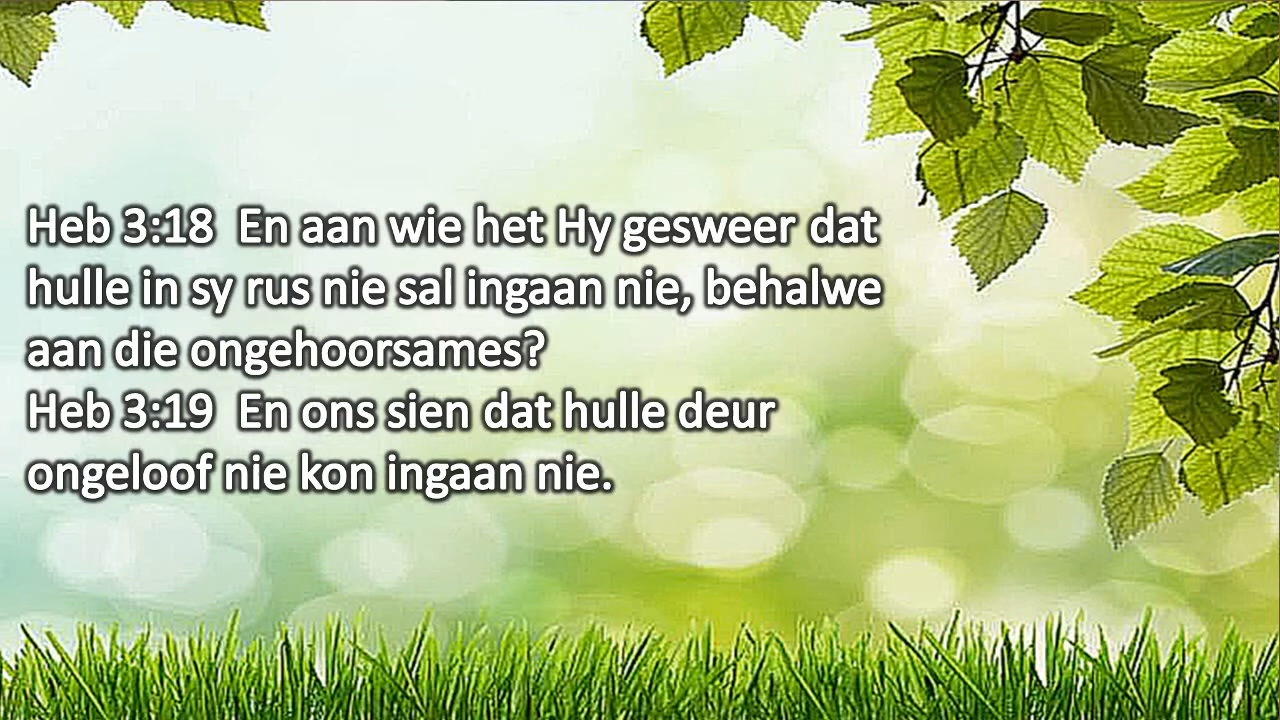 Heb 3:18  En aan wie het Hy gesweer dat
hulle in sy rus nie sal ingaan nie, behalwe
aan die ongehoorsames?
Heb 3:19  En ons sien dat hulle deur
ongeloof nie kon ingaan nie.